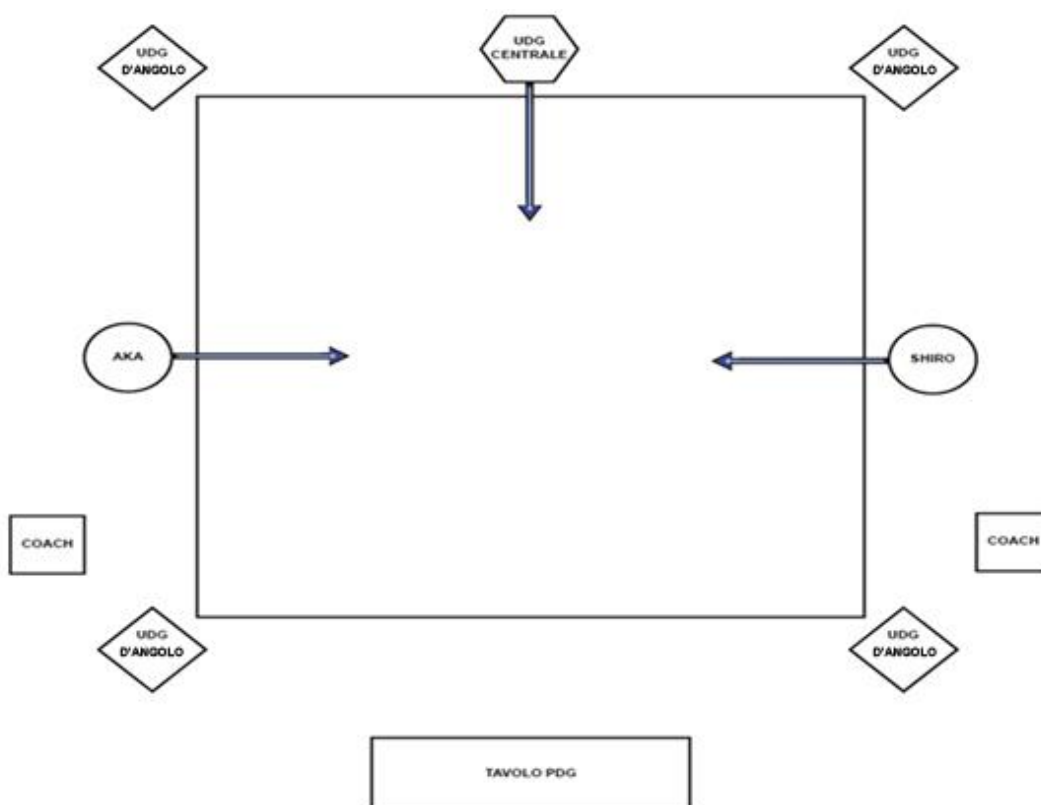 UDG
D'ANGOLO
UDG
CENTRALE
UDG
D'ANGOLO
AKA
SHIRO
COACH
COACH
UDG
D'ANGOLO
UDG
D'ANGOLO
TAVOLO PDG